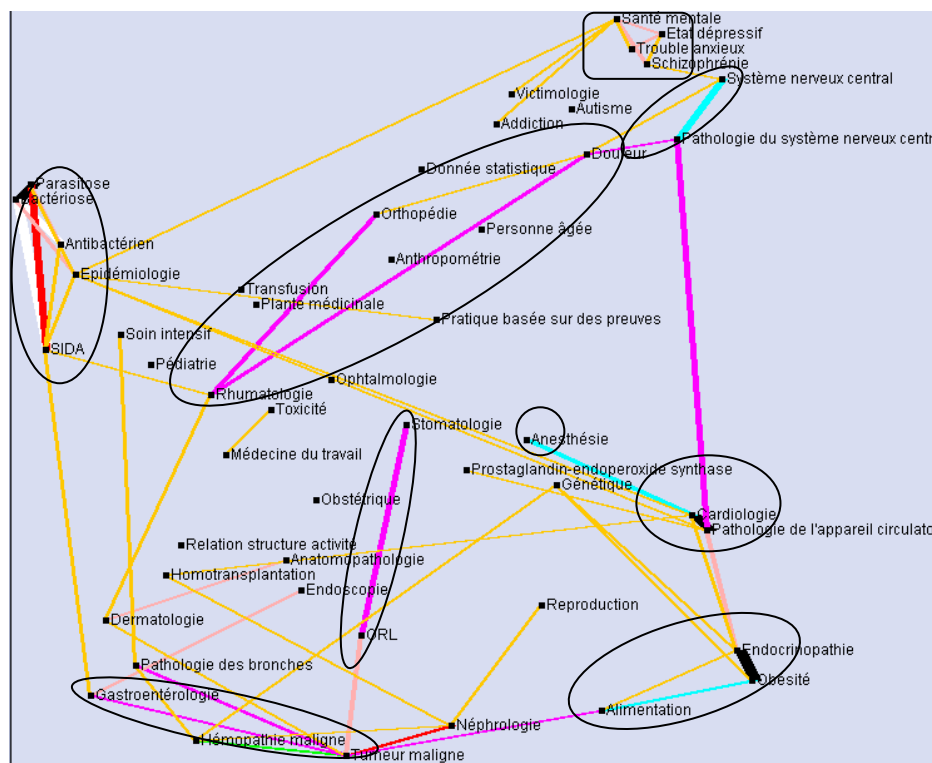 Santé mentale
Etat dépressif
Trouble anxieux
Schizophrénie
Système nerveux central
Victimologie
Autisme
Addiction
Pathologie du système nerveux centr
Douleur
Donnée statistique
Parasitose
Bactériose
Orthopédie
Personne âgée
Antibactérien
Anthropométrie
Epidémiologie
Transfusion
Plante médicinale
Pratique basée sur des preuves
Soin intensif
SIDA
Pédiatrie
Ophtalmologie
Rhumatologie
Toxicité
Stomatologie
Anesthésie
Médecine du travail
Prostaglandin-endoperoxide synthase
Génétique
Obstétrique
Cardiologie
Pathologie de l'appareil circulato
Relation structure activité
Anatomopathologie
Homotransplantation
Endoscopie
Reproduction
Dermatologie
ORL
Endocrinopathie
Pathologie des bronches
Obésité
Gastroentérologie
Alimentation
Néphrologie
Hémopathie maligne
Tumeur maligne